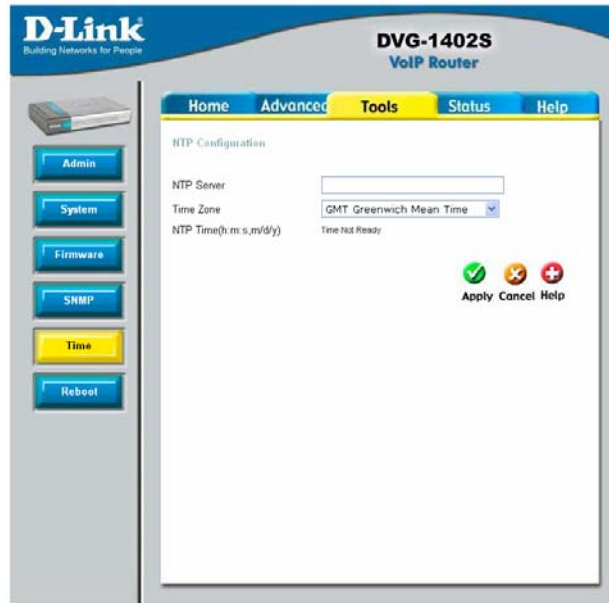 D-Link
Building Networks for People
DVG-1402S
VoIP Router
Home Advanced Tools Status Help
Admin
System
Firmware
SNMP
Time
Reboot
NTP Configuration
NTP Server
Time Zone GMT Greenwich Mean Time
NTP Time(h:m:s,m/d/y) Time Not Ready
Apply Cancel Help